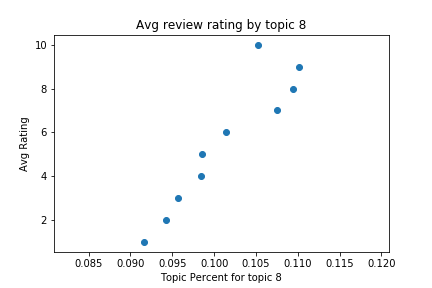 Avg review rating by topic 8
Avg Rating
10
8
6
4
2
0.085 0.090 0.095 0.100 0.105 0.110 0.115 0.120
Topic Percent for topic 8